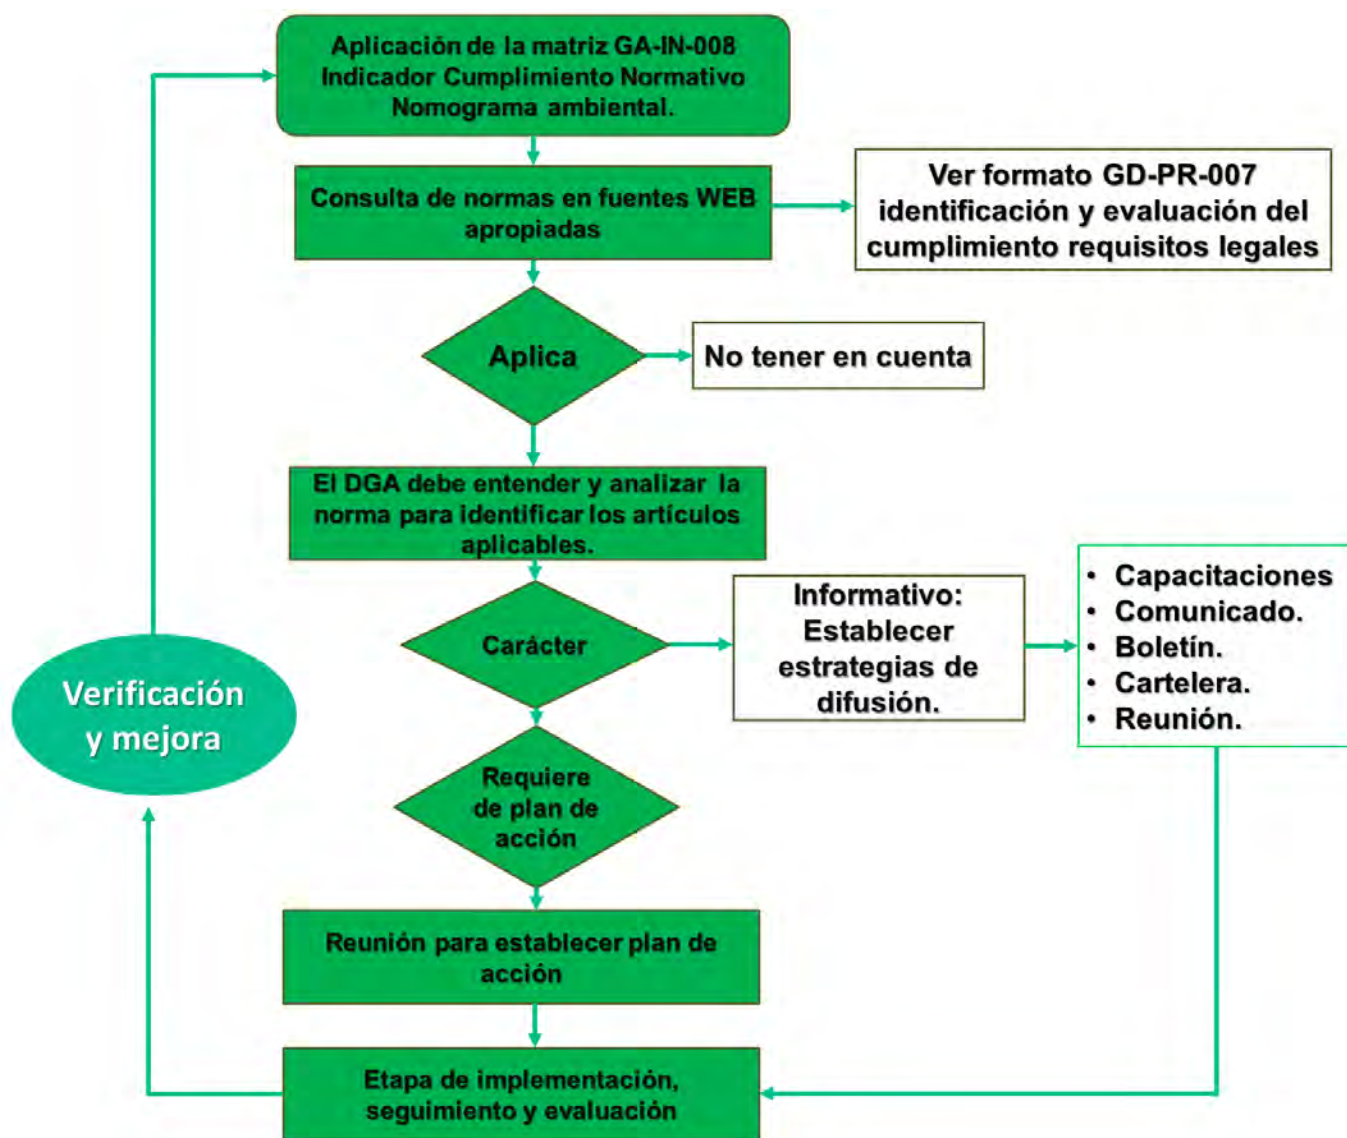 Aplicación de la matriz GA-IN-008
Indicador Cumplimiento Normativo
Nomograma ambiental.
Consulta de normas en fuentes WEB
apropiadas
Ver formato GD-PR-007
identificación y evaluación del
cumplimiento requisitos legales
Aplica
No tener en cuenta
El DGA debe entender y analizar la
norma para identificar los artículos
aplicables.
Carácter
Informativo:
Establecer
estrategias de
difusión.
• Capacitaciones
• Comunicado.
• Boletín.
• Cartelera.
• Reunión.
Verificación
y mejora
Requiere
de plan de
acción
Reunión para establecer plan de
acción
Etapa de implementación,
seguimiento y evaluación